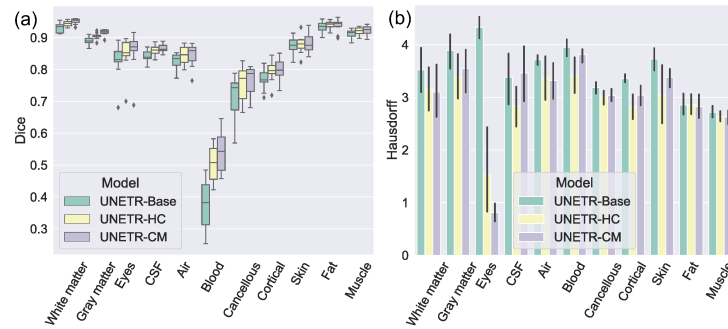 (a)
0.9
0.8
0.7
0.6
0.5
0.4
0.3
Dice
Model
UNETR-Base
UNETR-HC
UNETR-CM
White matter
Gray matter
Eyes
CSF
Air
Blood
Cancellous
Cortical
Skin
Fat
Muscle
(b)
4
3
2
1
0
Hausdorff
Model
UNETR-Base
UNETR-HC
UNETR-CM
White matter
Gray matter
Eyes
CSF
Air
Blood
Cancellous
Cortical
Skin
Fat
Muscle